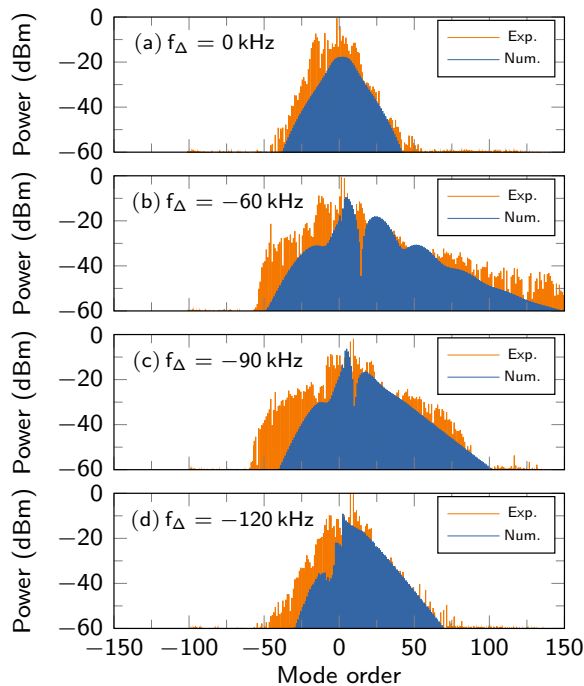 0
−20
−40
−60
Power (dBm)
(a) f_Δ = 0 kHz
Exp.
Num.
0
−20
−40
−60
Power (dBm)
(b) f_Δ = −60 kHz
Exp.
Num.
0
−20
−40
−60
Power (dBm)
(c) f_Δ = −90 kHz
Exp.
Num.
0
−20
−40
−60
Power (dBm)
(d) f_Δ = −120 kHz
Exp.
Num.
−150 −100 −50 0 50 100 150
Mode order